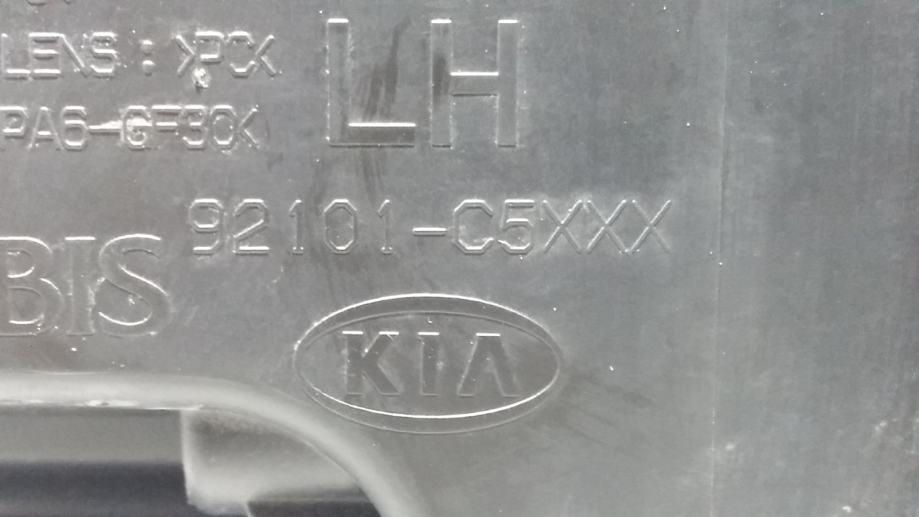 LENS : >PC<
PA6-GF30<
LH
92101-C5XXX
BIS
KIA